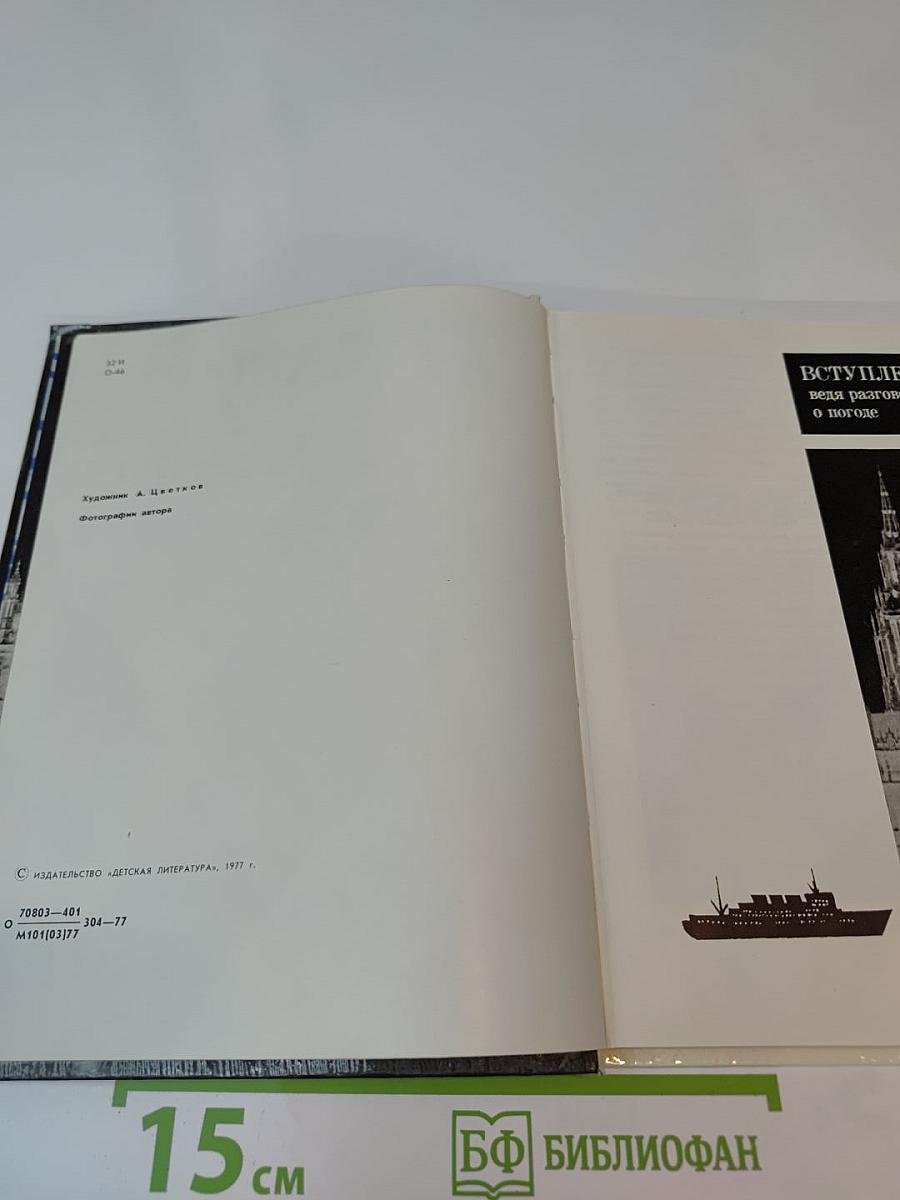 32 И
О-46
Художник А. Цветков
Фотографии автора
© ИЗДАТЕЛЬСТВО «ДЕТСКАЯ ЛИТЕРАТУРА», 1977 г.
О 70803—401 304—77
М101(03)77
ВСТУПЛЕ
ведя разгов
о погоде
15 см
БФ БИБЛИОФАН